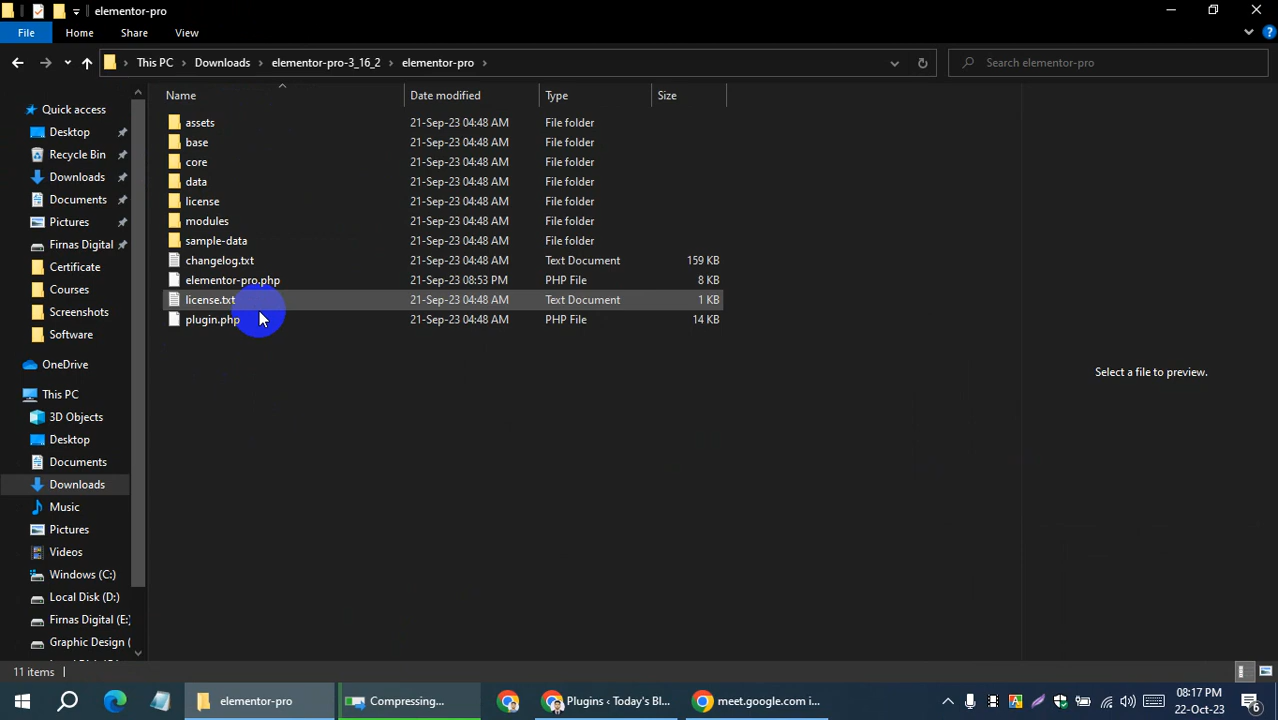 elementor-pro
File Home Share View
This PC Downloads elementor-pro-3_16_2 elementor-pro Search elementor-pro
Name Date modified Type Size
Quick access
Desktop
Recycle Bin
Downloads
Documents
Pictures
Firnas Digital
Certificate
Courses
Screenshots
Software
OneDrive
This PC
3D Objects
Desktop
Documents
Downloads
Music
Pictures
Videos
Windows (C:)
Local Disk (D:)
Firnas Digital (E:
Graphic Design (
assets 21-Sep-23 04:48 AM File folder
base 21-Sep-23 04:48 AM File folder
core 21-Sep-23 04:48 AM File folder
data 21-Sep-23 04:48 AM File folder
license 21-Sep-23 04:48 AM File folder
modules 21-Sep-23 04:48 AM File folder
sample-data 21-Sep-23 04:48 AM File folder
changelog.txt 21-Sep-23 04:48 AM Text Document 159 KB
elementor-pro.php 21-Sep-23 08:53 PM PHP File 8 KB
license.txt 21-Sep-23 04:48 AM Text Document 1 KB
plugin.php 21-Sep-23 04:48 AM PHP File 14 KB
Select a file to preview.
11 items
elementor-pro Compressing... Plugins ‹ Today's Bl... meet.google.com i...
08:17 PM
22-Oct-23
6